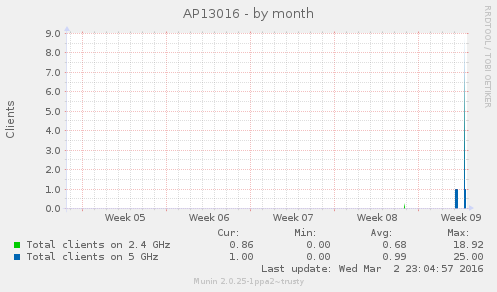 AP13016 - by month
RRDTOOL / TOBI OETIKER
Clients
9.0
8.0
7.0
6.0
5.0
4.0
3.0
2.0
1.0
0.0
Week 05 Week 06 Week 07 Week 08 Week 09
Cur: Min: Avg: Max:
Total clients on 2.4 GHz 0.86 0.00 0.68 18.92
Total clients on 5 GHz 1.00 0.00 0.99 25.00
Last update: Wed Mar 2 23:04:57 2016
Munin 2.0.25-1ppa2~trusty